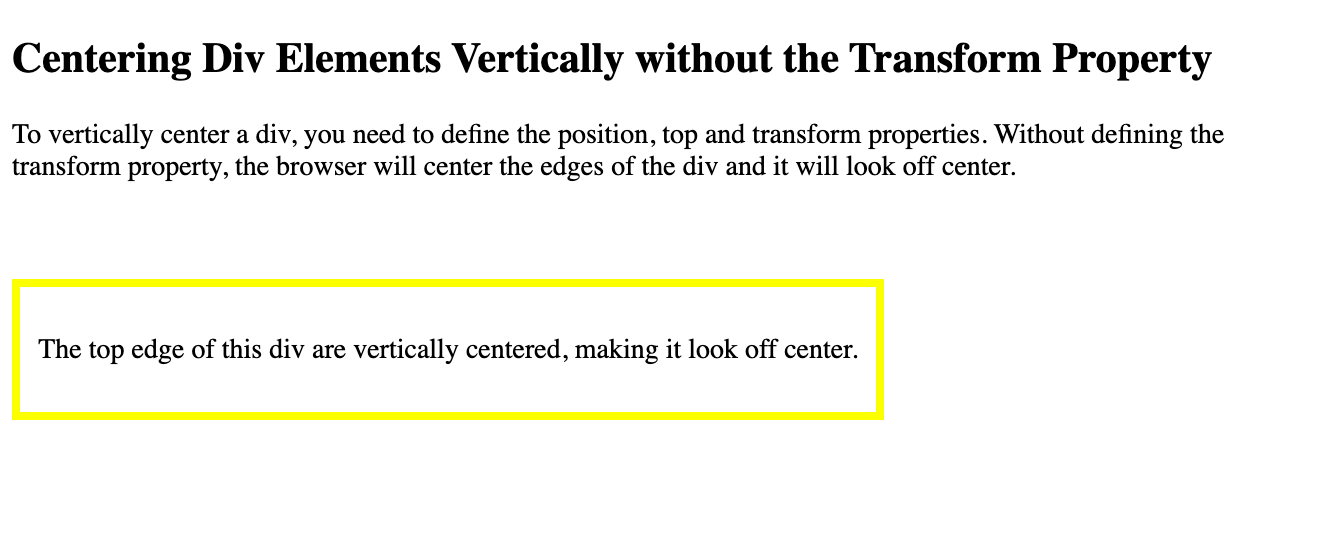 Centering Div Elements Vertically without the Transform Property
To vertically center a div, you need to define the position, top and transform properties. Without defining the
transform property, the browser will center the edges of the div and it will look off center.
The top edge of this div are vertically centered, making it look off center.